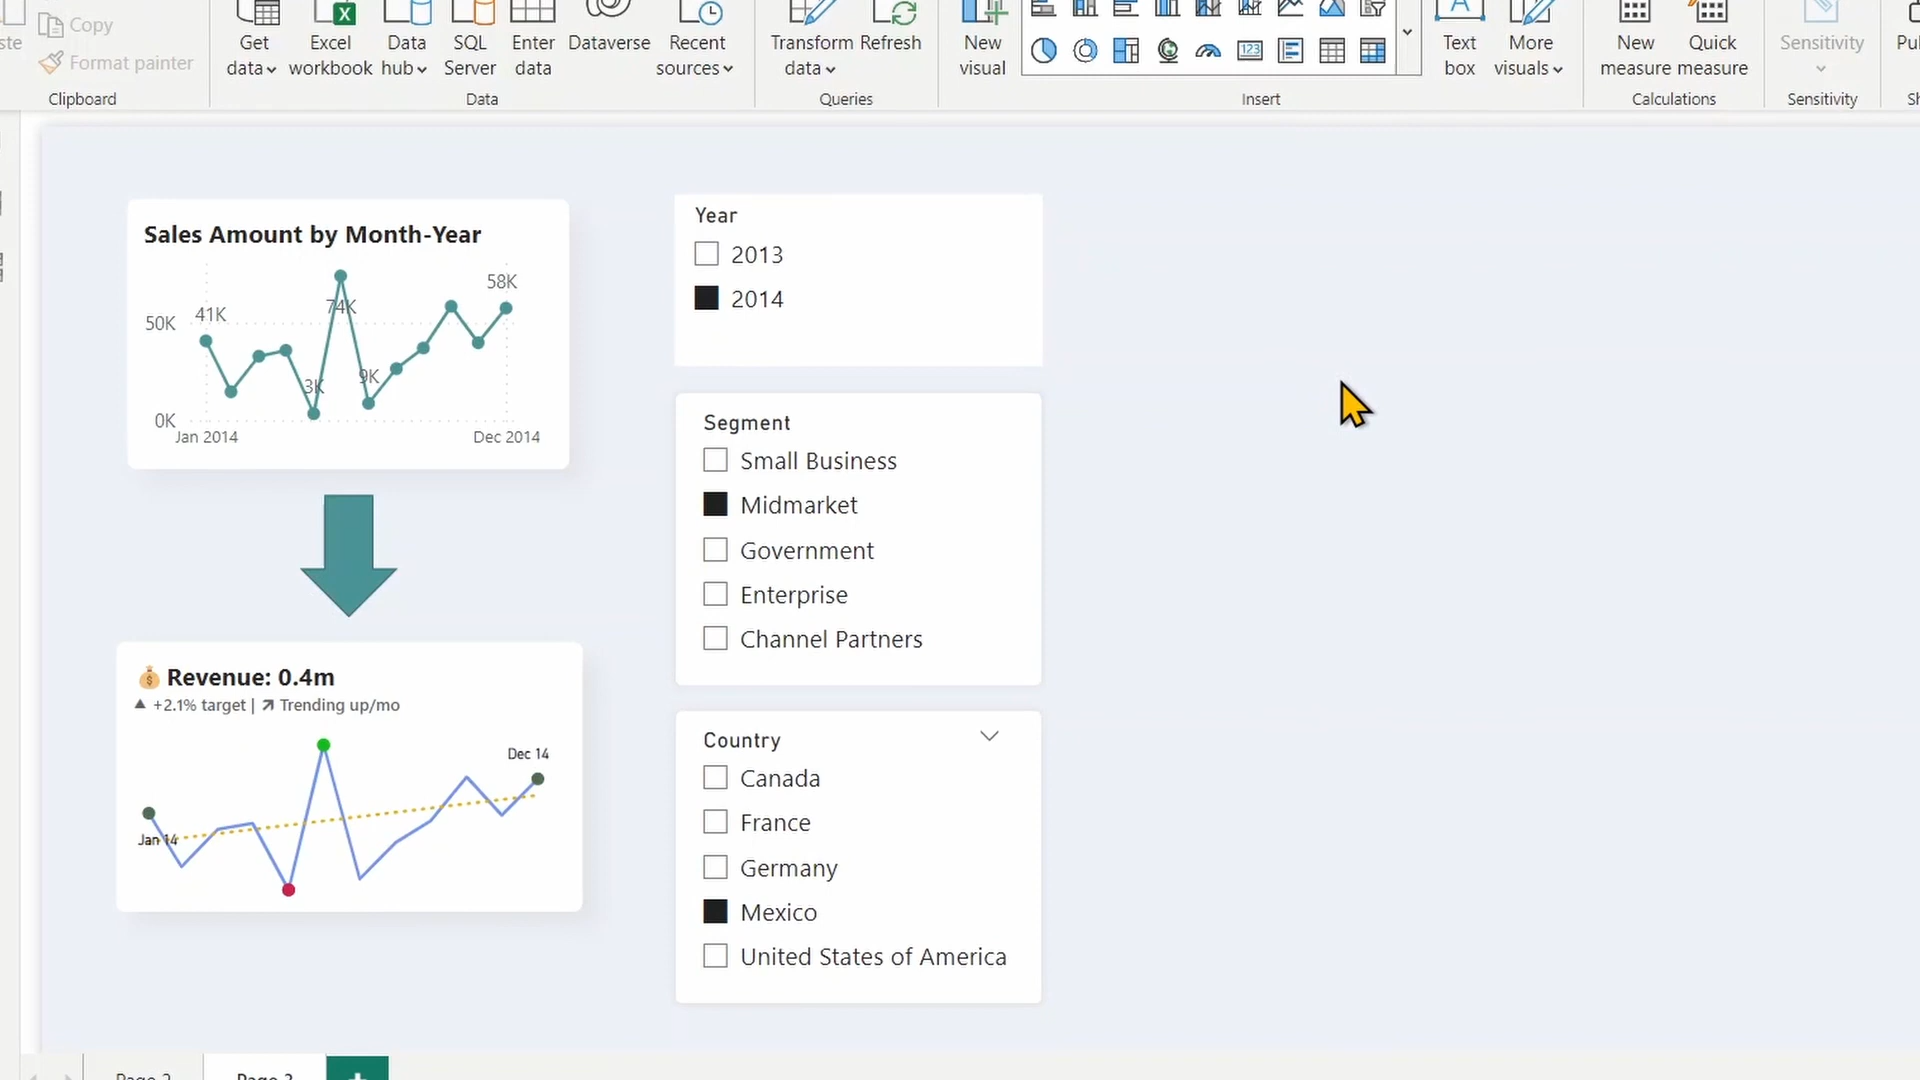 ste
Copy
Format painter
Clipboard
Get data
Excel workbook
Data hub
SQL Server
Enter data
Dataverse
Recent sources
Data
Transform data
Refresh
Queries
New visual
123
Insert
A
Text box
More visuals
New measure
Quick measure
Calculations
Sensitivity
Sensitivity
Sales Amount by Month-Year
41K
74K
58K
50K
3K
9K
0K
Jan 2014
Dec 2014
Revenue: 0.4m
+2.1% target | Trending up/mo
Dec 14
Jan 14
Year
2013
2014
Segment
Small Business
Midmarket
Government
Enterprise
Channel Partners
Country
Canada
France
Germany
Mexico
United States of America